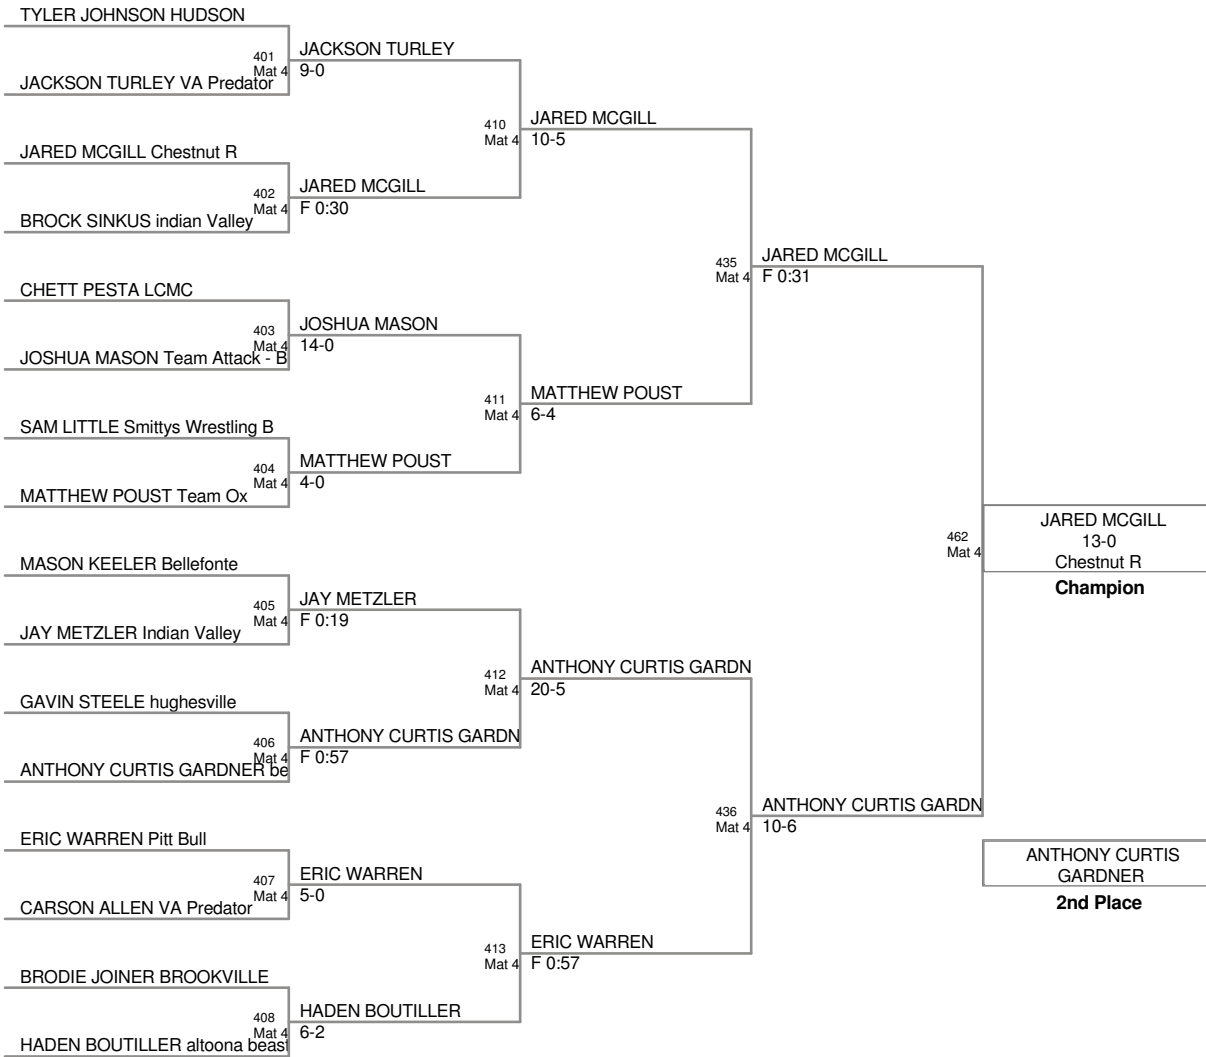 TYLER JOHNSON HUDSON
401
Mat 4
JACKSON TURLEY VA Predator
JACKSON TURLEY
9-0
JARED MCGILL Chestnut R
402
Mat 4
BROCK SINKUS indian Valley
JARED MCGILL
F 0:30
410
Mat 4
JARED MCGILL
10-5
CHETT PESTA LCMC
403
Mat 4
JOSHUA MASON Team Attack - B
JOSHUA MASON
14-0
SAM LITTLE Smittys Wrestling B
404
Mat 4
MATTHEW POUST Team Ox
MATTHEW POUST
4-0
411
Mat 4
MATTHEW POUST
6-4
435
Mat 4
JARED MCGILL
F 0:31
MASON KEELER Bellefonte
405
Mat 4
JAY METZLER Indian Valley
JAY METZLER
F 0:19
GAVIN STEELE hughesville
406
Mat 4
ANTHONY CURTIS GARDNER be
ANTHONY CURTIS GARDN
F 0:57
412
Mat 4
ANTHONY CURTIS GARDN
20-5
ERIC WARREN Pitt Bull
407
Mat 4
CARSON ALLEN VA Predator
ERIC WARREN
5-0
BRODIE JOINER BROOKVILLE
408
Mat 4
HADEN BOUTILLER altoona beast
HADEN BOUTILLER
6-2
413
Mat 4
ERIC WARREN
F 0:57
436
Mat 4
ANTHONY CURTIS GARDN
10-6
462
Mat 4
JARED MCGILL
13-0
Chestnut R
Champion
ANTHONY CURTIS
GARDNER
2nd Place